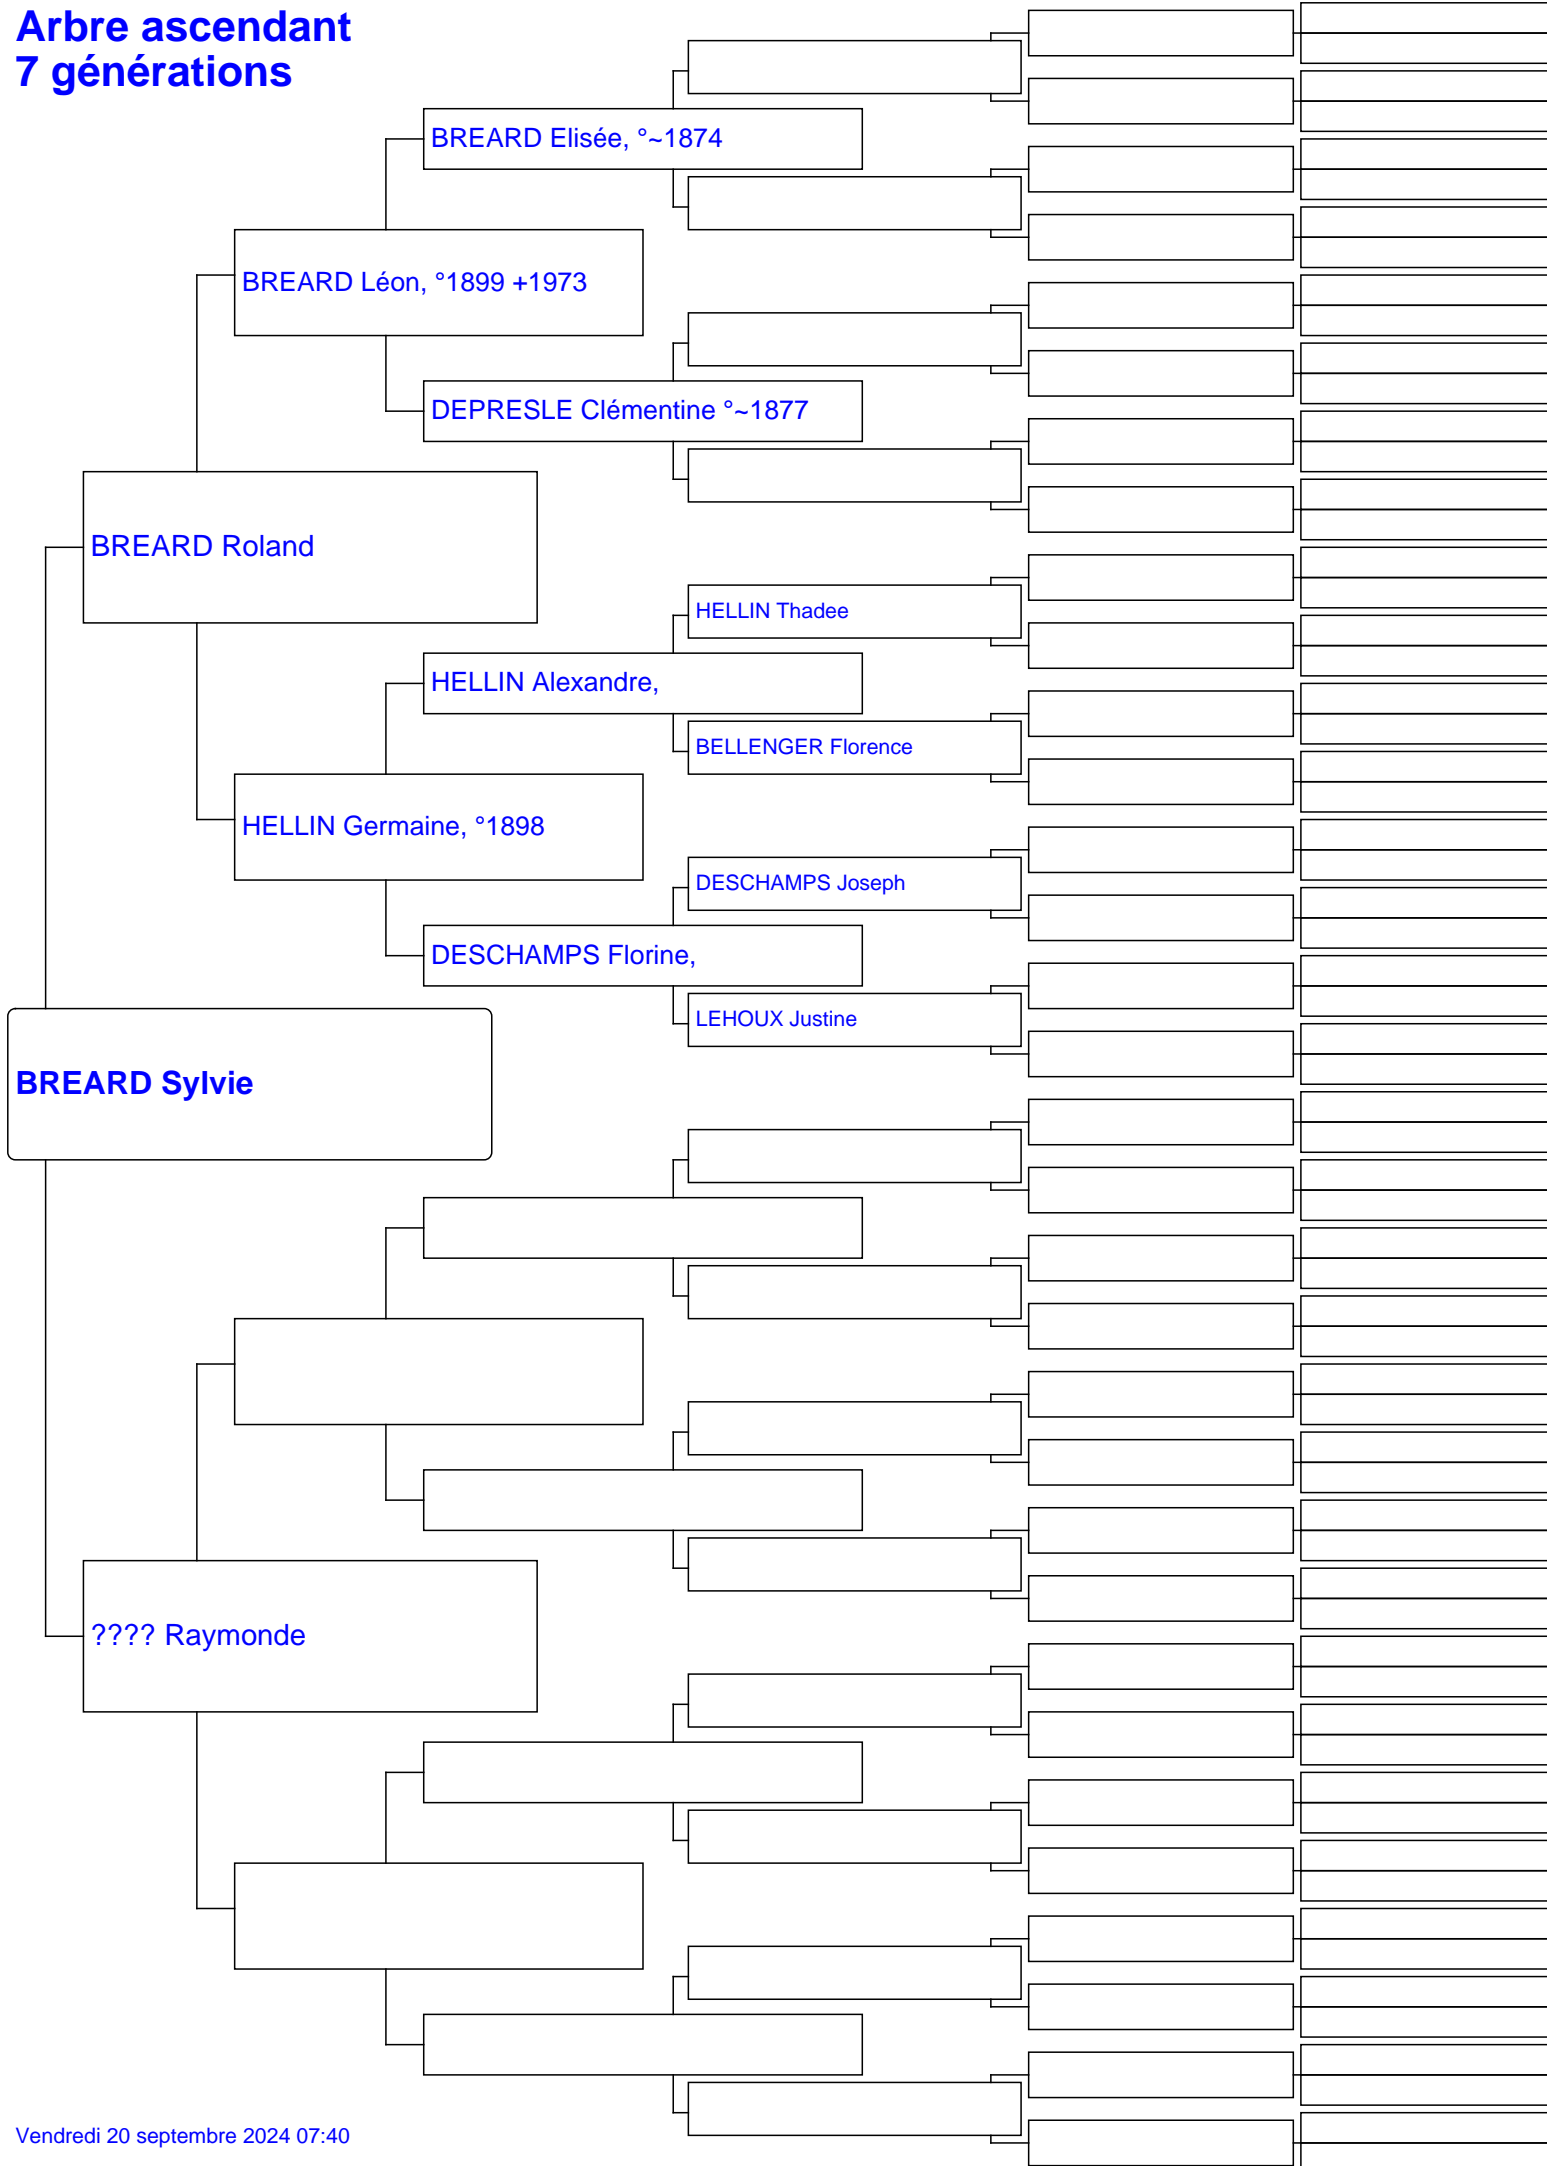 Arbre ascendant
7 générations
BREARD Elisée, °~1874
BREARD Léon, °1899 +1973
DEPRESLE Clémentine °~1877
BREARD Roland
HELLIN Thadee
HELLIN Alexandre,
BELLENGER Florence
HELLIN Germaine, °1898
DESCHAMPS Joseph
DESCHAMPS Florine,
LEHOUX Justine
BREARD Sylvie
???? Raymonde
Vendredi 20 septembre 2024 07:40